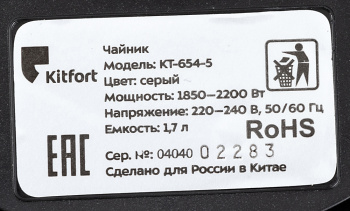 Kitfort
Чайник
Модель: КТ-654-5
Цвет: серый
Мощность: 1850–2200 Вт
Напряжение: 220–240 В, 50/60 Гц
Емкость: 1,7 л
RoHS
EAC
Сер. №: 04040 02283
Сделано для России в Китае